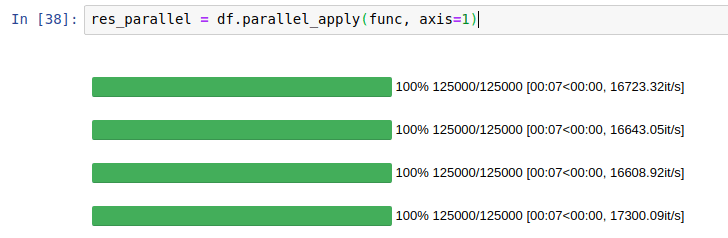 In [38]: res_parallel = df.parallel_apply(func, axis=1)
100% 125000/125000 [00:07<00:00, 16723.32it/s]
100% 125000/125000 [00:07<00:00, 16643.05it/s]
100% 125000/125000 [00:07<00:00, 16608.92it/s]
100% 125000/125000 [00:07<00:00, 17300.09it/s]